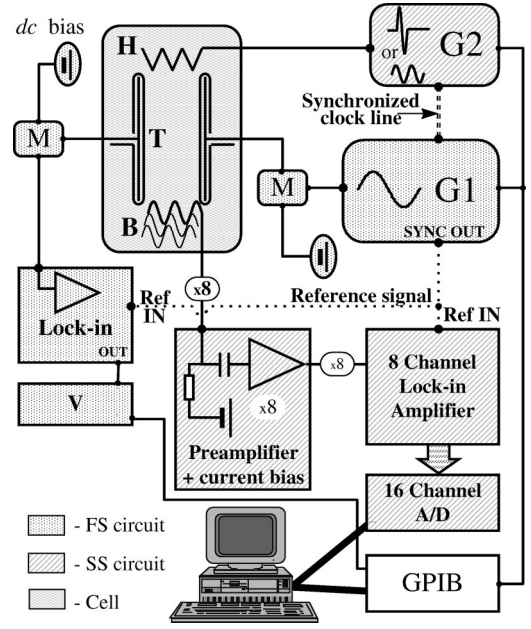 dc bias
H
G2
or
Synchronized
clock line
M
T
M
G1
SYNC OUT
B
x8
Reference signal
Ref
IN
Ref IN
Lock-in
OUT
x8
8 Channel
Lock-in
Amplifier
V
x8
Preamplifier
+ current bias
16 Channel
A/D
- FS circuit
- SS circuit
- Cell
GPIB